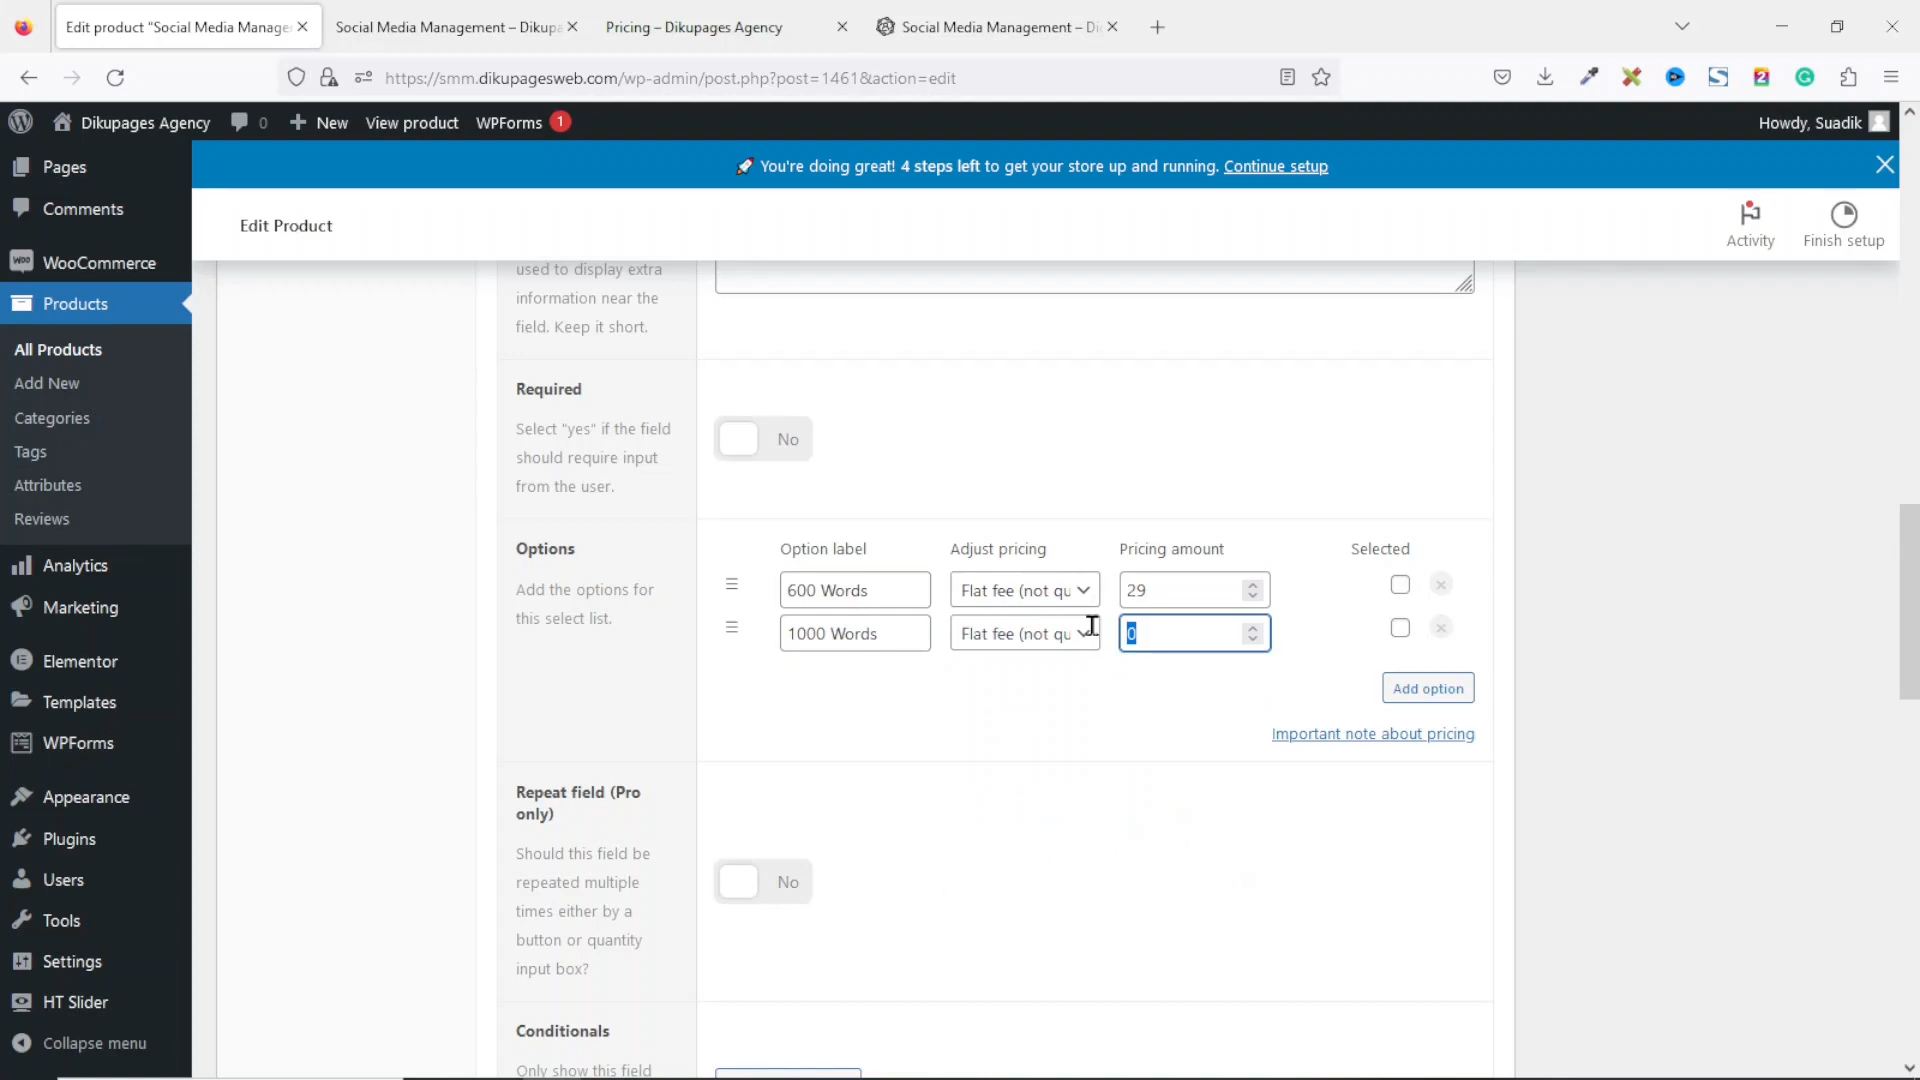 Edit product "Social Media Manage
Social Media Management – Dikupa
Pricing – Dikupages Agency
Social Media Management – Di
https://smm.dikupagesweb.com/wp-admin/post.php?post=1461&action=edit
Dikupages Agency
0
New
View product
WPForms
1
Howdy, Suadik
Pages
Comments
WooCommerce
Products
All Products
Add New
Categories
Tags
Attributes
Reviews
Analytics
Marketing
Elementor
Templates
WPForms
Appearance
Plugins
Users
Tools
Settings
HT Slider
Collapse menu
🚀 You're doing great! 4 steps left to get your store up and running. Continue setup
Edit Product
Activity
Finish setup
used to display extra
information near the
field. Keep it short.
Required
Select "yes" if the field
should require input
from the user.
No
Options
Add the options for
this select list.
Option label
Adjust pricing
Pricing amount
Selected
600 Words
Flat fee (not qu
29
1000 Words
Flat fee (not qu
0
Add option
Important note about pricing
Repeat field (Pro
only)
Should this field be
repeated multiple
times either by a
button or quantity
input box?
No
Conditionals
Only show this field